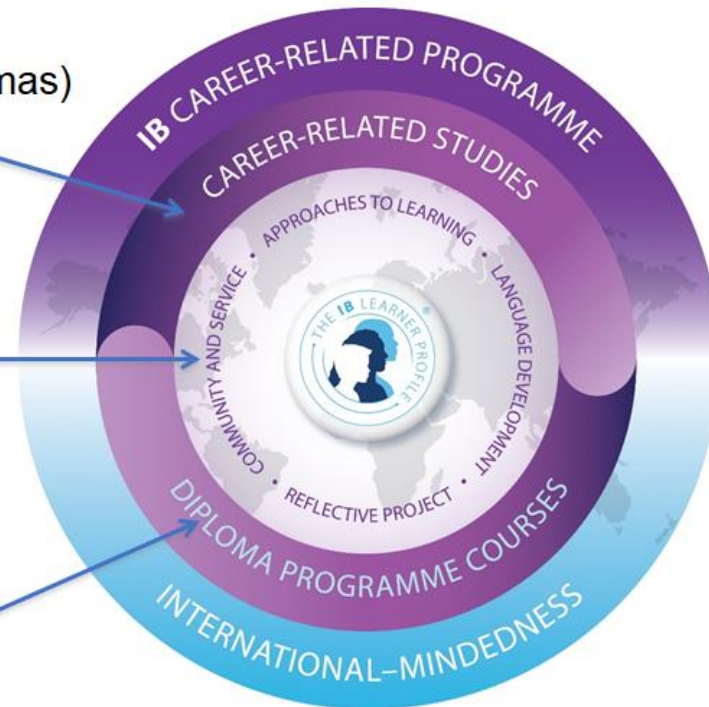 mas)
IB CAREER-RELATED PROGRAMME
CAREER-RELATED STUDIES
APPROACHES TO LEARNING •
LANGUAGE DEVELOPMENT •
REFLECTIVE PROJECT •
COMMUNITY AND SERVICE •
THE IB LEARNER PROFILE ®
DIPLOMA PROGRAMME COURSES
INTERNATIONAL–MINDEDNESS